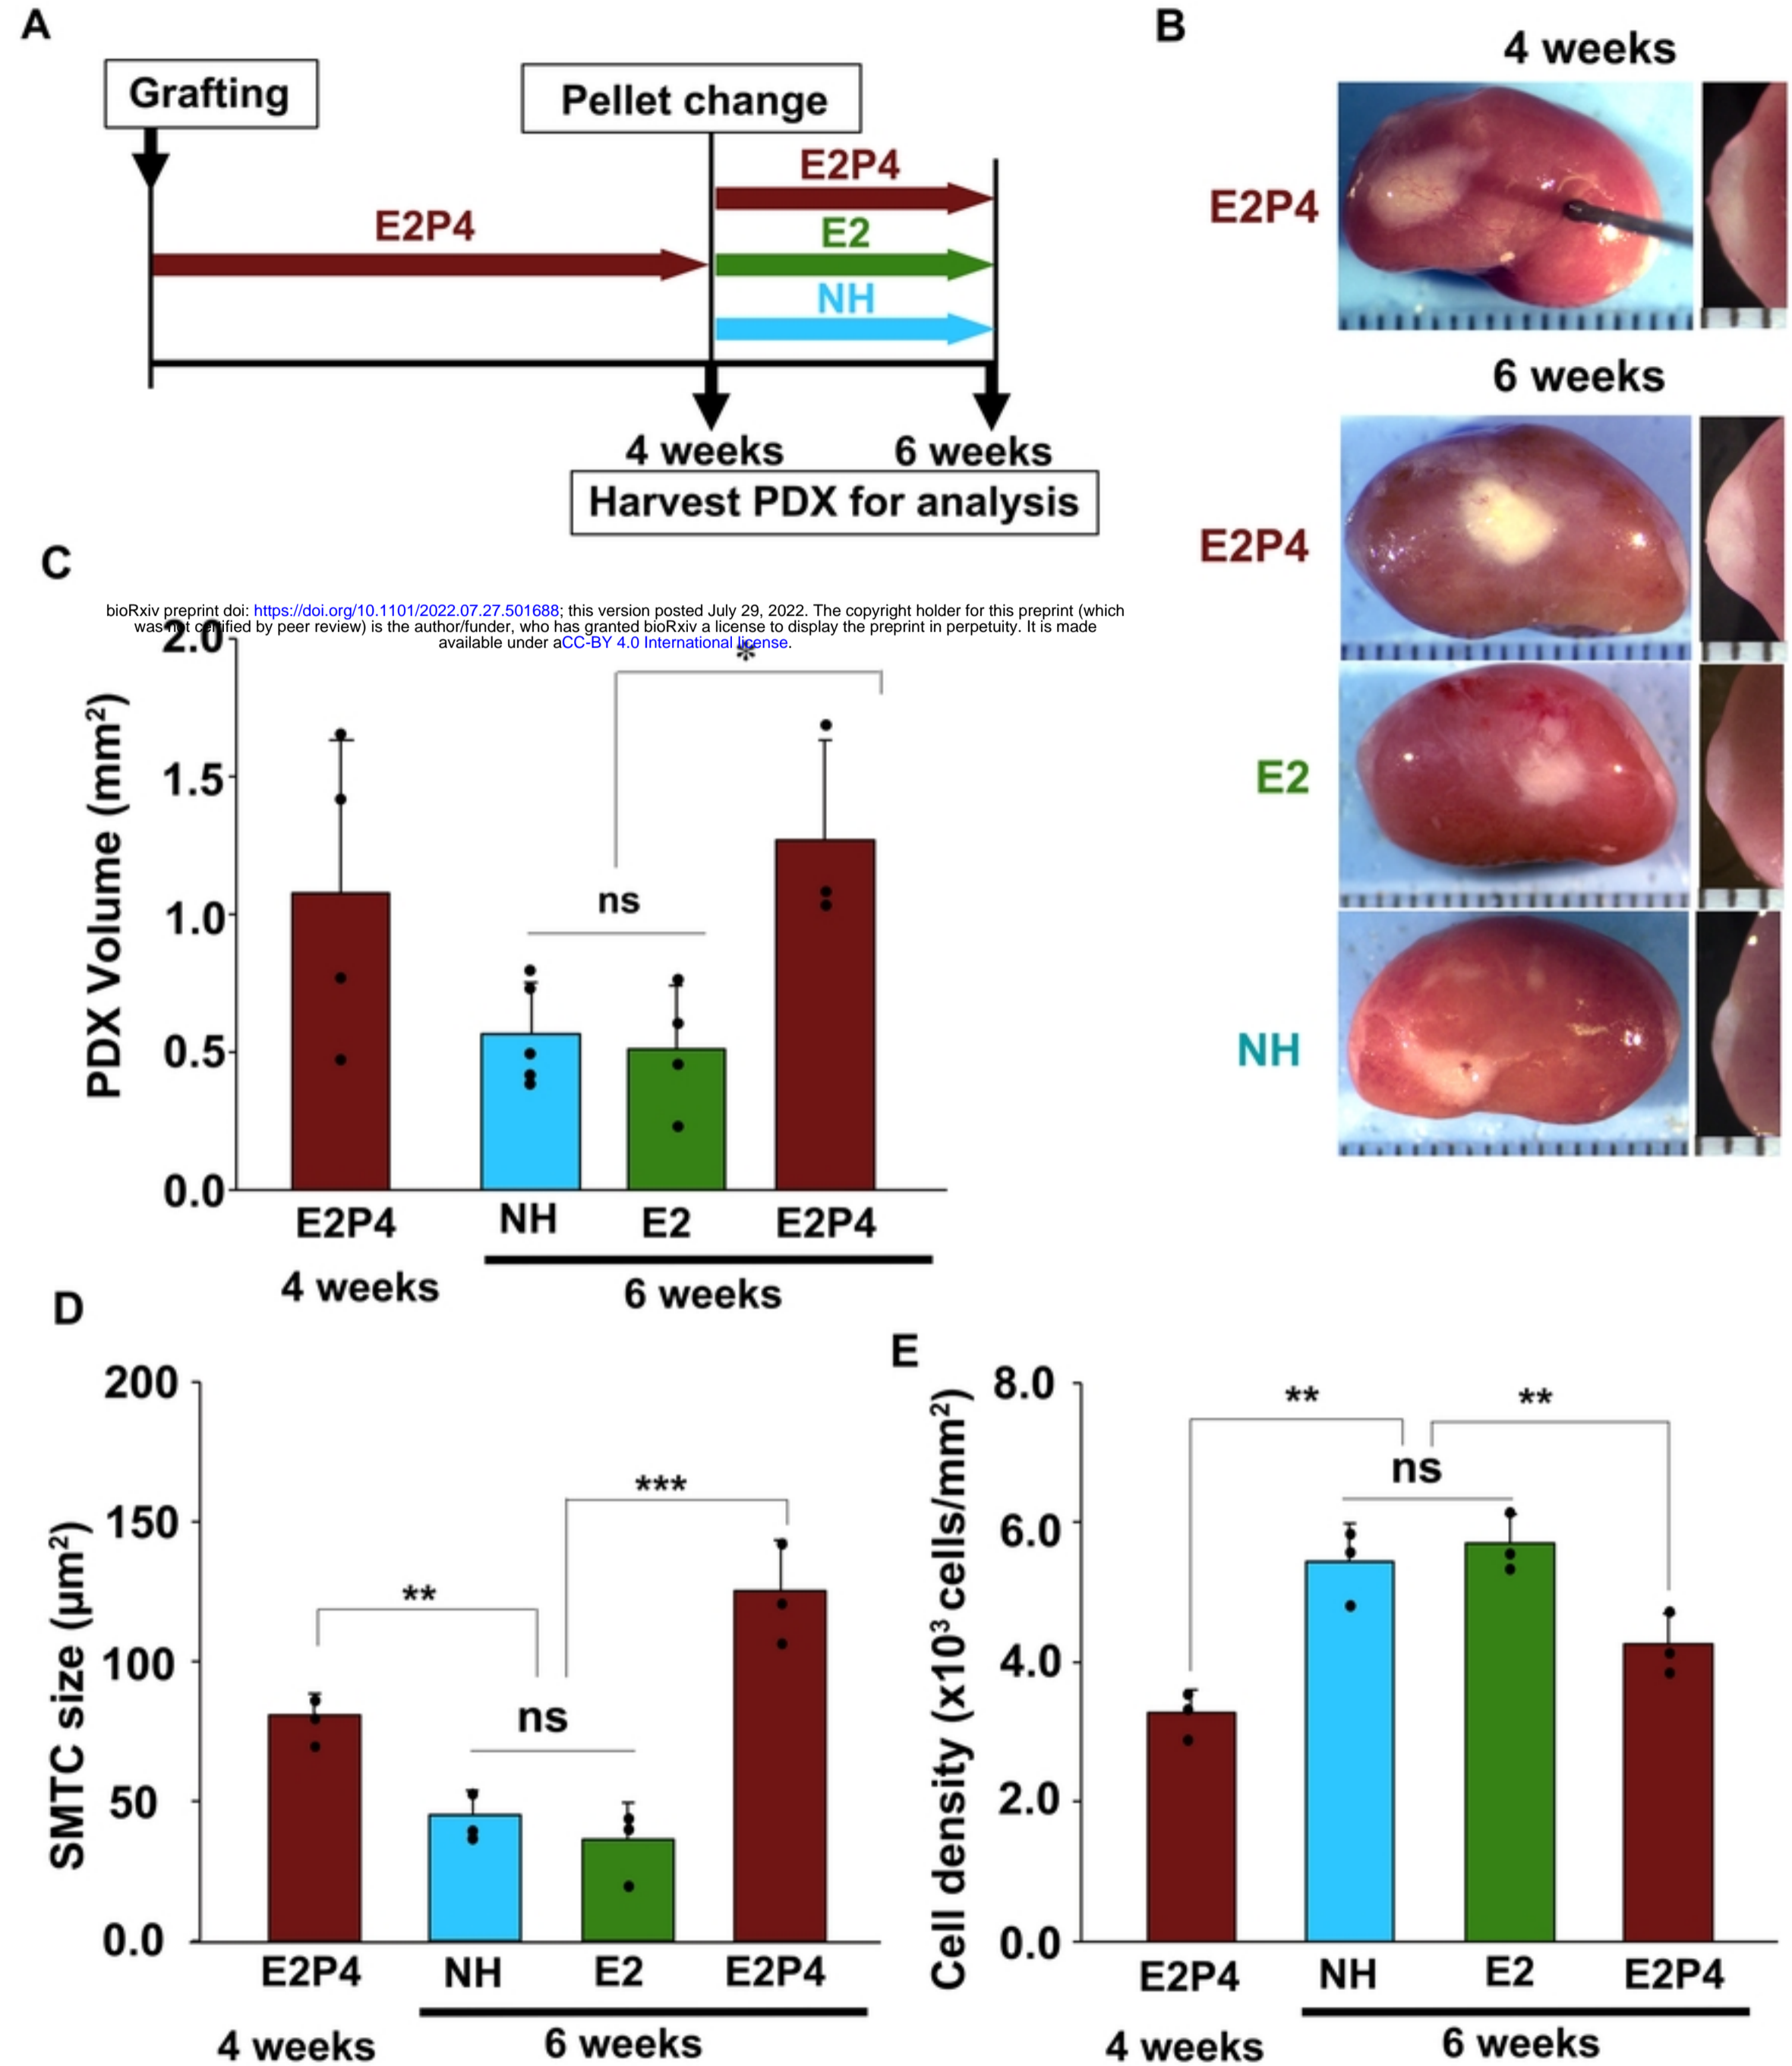 A
Grafting
Pellet change
E2P4
E2P4
E2
NH
4 weeks
6 weeks
Harvest PDX for analysis
B
4 weeks
E2P4
6 weeks
E2P4
E2
NH
C
bioRxiv preprint doi: https://doi.org/10.1101/2022.07.27.501688; this version posted July 29, 2022. The copyright holder for this preprint (which
was not certified by peer review) is the author/funder, who has granted bioRxiv a license to display the preprint in perpetuity. It is made
available under aCC-BY 4.0 International license.
PDX Volume (mm²)
2.0
1.5
1.0
0.5
0.0
*
ns
E2P4
NH
E2
E2P4
4 weeks
6 weeks
D
SMTC size (µm²)
200
150
100
50
0.0
**
***
ns
E2P4
NH
E2
E2P4
4 weeks
6 weeks
E
Cell density (x10³ cells/mm²)
8.0
6.0
4.0
2.0
0.0
**
**
ns
E2P4
NH
E2
E2P4
4 weeks
6 weeks